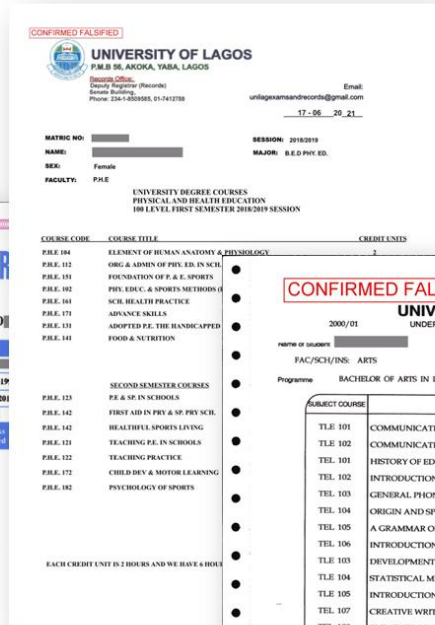 CONFIRMED FALSIFIED
UNIVERSITY OF LAGOS
P.M.B 56, AKOKA, YABA, LAGOS
Records Office:
Deputy Registrar (Records)
Senate Building,
Phone: 234-1-8509585, 01-7412788
Email:
unilagexamsandrecords@gmail.com
17 - 06 20 21
MATRIC NO:
SESSION: 2018/2019
NAME:
MAJOR: B.E.D PHY. ED.
SEX: Female
FACULTY: P.H.E
UNIVERSITY DEGREE COURSES
PHYSICAL AND HEALTH EDUCATION
100 LEVEL FIRST SEMESTER 2018/2019 SESSION
COURSE CODE COURSE TITLE CREDIT UNITS
P.H.E 104 ELEMENT OF HUMAN ANATOMY & PHYSIOLOGY 2
P.H.E. 112 ORG & ADMIN OF PHY. ED. IN SCH.
P.H.E. 151 FOUNDATION OF P. & E. SPORTS
P.H.E. 102 PHY. EDUC. & SPORTS METHODS
P.H.E. 161 SCH. HEALTH PRACTICE
P.H.E. 171 ADVANCE SKILLS
P.H.E. 131 ADOPTED P.E. THE HANDICAPPED
P.H.E. 141 FOOD & NUTRITION
SECOND SEMESTER COURSES
P.H.E. 123 P.E & SP. IN SCHOOLS
P.H.E. 142 FIRST AID IN PRY & SP. PRY SCH.
P.H.E. 142 HEALTHFUL SPORTS LIVING
P.H.E. 121 TEACHING P.E. IN SCHOOLS
P.H.E. 122 TEACHING PRACTICE
P.H.E. 172 CHILD DEV & MOTOR LEARNING
P.H.E. 182 PSYCHOLOGY OF SPORTS
EACH CREDIT UNIT IS 2 HOURS AND WE HAVE 6 HOU
CONFIRMED FAL
UNIV
2000/01 UNDER
Name of Student
FAC/SCH/INS: ARTS
Programme BACHELOR OF ARTS IN
SUBJECT COURSE
TLE 101 COMMUNICATI
TLE 102 COMMUNICATI
TEL 101 HISTORY OF ED
TEL 102 INTRODUCTION
TEL 103 GENERAL PHON
TEL 104 ORIGIN AND SP
TEL 105 A GRAMMAR O
TEL 106 INTRODUCTION
TLE 103 DEVELOPMENT
TLE 104 STATISTICAL M
TLE 105 INTRODUCTION
TEL 107 CREATIVE WRIT